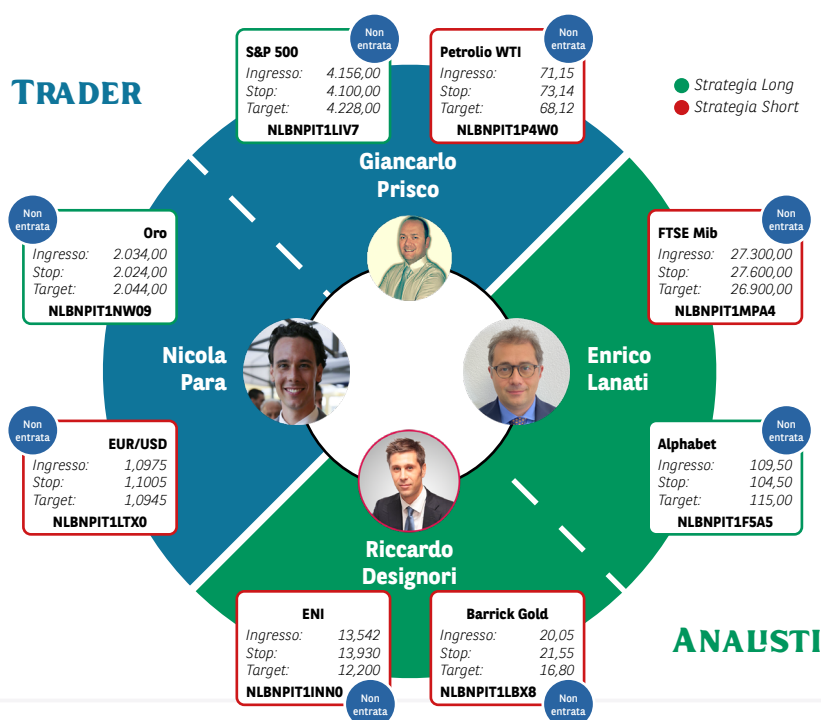 TRADER
Non
entrata
S&P 500
Ingresso: 4.156,00
Stop: 4.100,00
Target: 4.228,00
NLBNPIT1LIV7
Non
entrata
Petrolio WTI
Ingresso: 71,15
Stop: 73,14
Target: 68,12
NLBNPIT1P4W0
Strategia Long
Strategia Short
Giancarlo
Prisco
Non
entrata
Oro
Ingresso: 2.034,00
Stop: 2.024,00
Target: 2.044,00
NLBNPIT1NW09
Non
entrata
FTSE Mib
Ingresso: 27.300,00
Stop: 27.600,00
Target: 26.900,00
NLBNPIT1MPA4
Nicola
Para
Enrico
Lanati
Non
entrata
EUR/USD
Ingresso: 1,0975
Stop: 1,1005
Target: 1,0945
NLBNPIT1LTX0
Non
entrata
Alphabet
Ingresso: 109,50
Stop: 104,50
Target: 115,00
NLBNPIT1F5A5
Riccardo
Designori
ENI
Ingresso: 13,542
Stop: 13,930
Target: 12,200
NLBNPIT1INN0
Non
entrata
Barrick Gold
Ingresso: 20,05
Stop: 21,55
Target: 16,80
NLBNPIT1LBX8
Non
entrata
ANALISTI